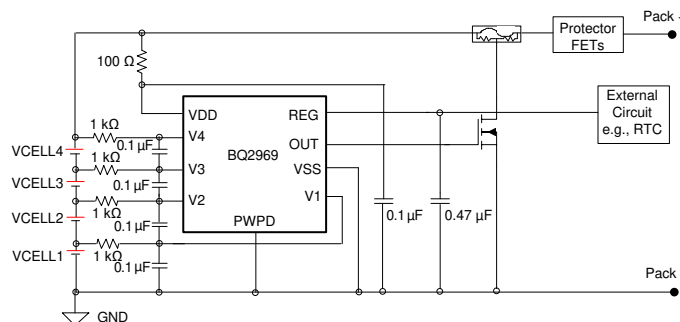 Pack -
Protector
FETs
100 Ω
VDD
REG
External
Circuit
e.g., RTC
1 kΩ
V4
0.1 µF
OUT
VCELL4
1 kΩ
V3
BQ2969
VSS
0.1 µF
VCELL3
1 kΩ
V2
V1
0.1 µF
VCELL2
PWPD
0.1 µF
0.47 µF
VCELL1
1 kΩ
0.1 µF
Pack
GND